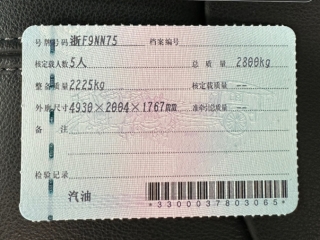 号牌号码 浙F9NN75 档案编号
核定载人数 5人 总质量 2800kg
整备质量 2225kg 核定载质量 --
外廓尺寸 4930×2004×1767mm 准牵引总质量 --
备注
检验记录
汽油
*3300037803065*